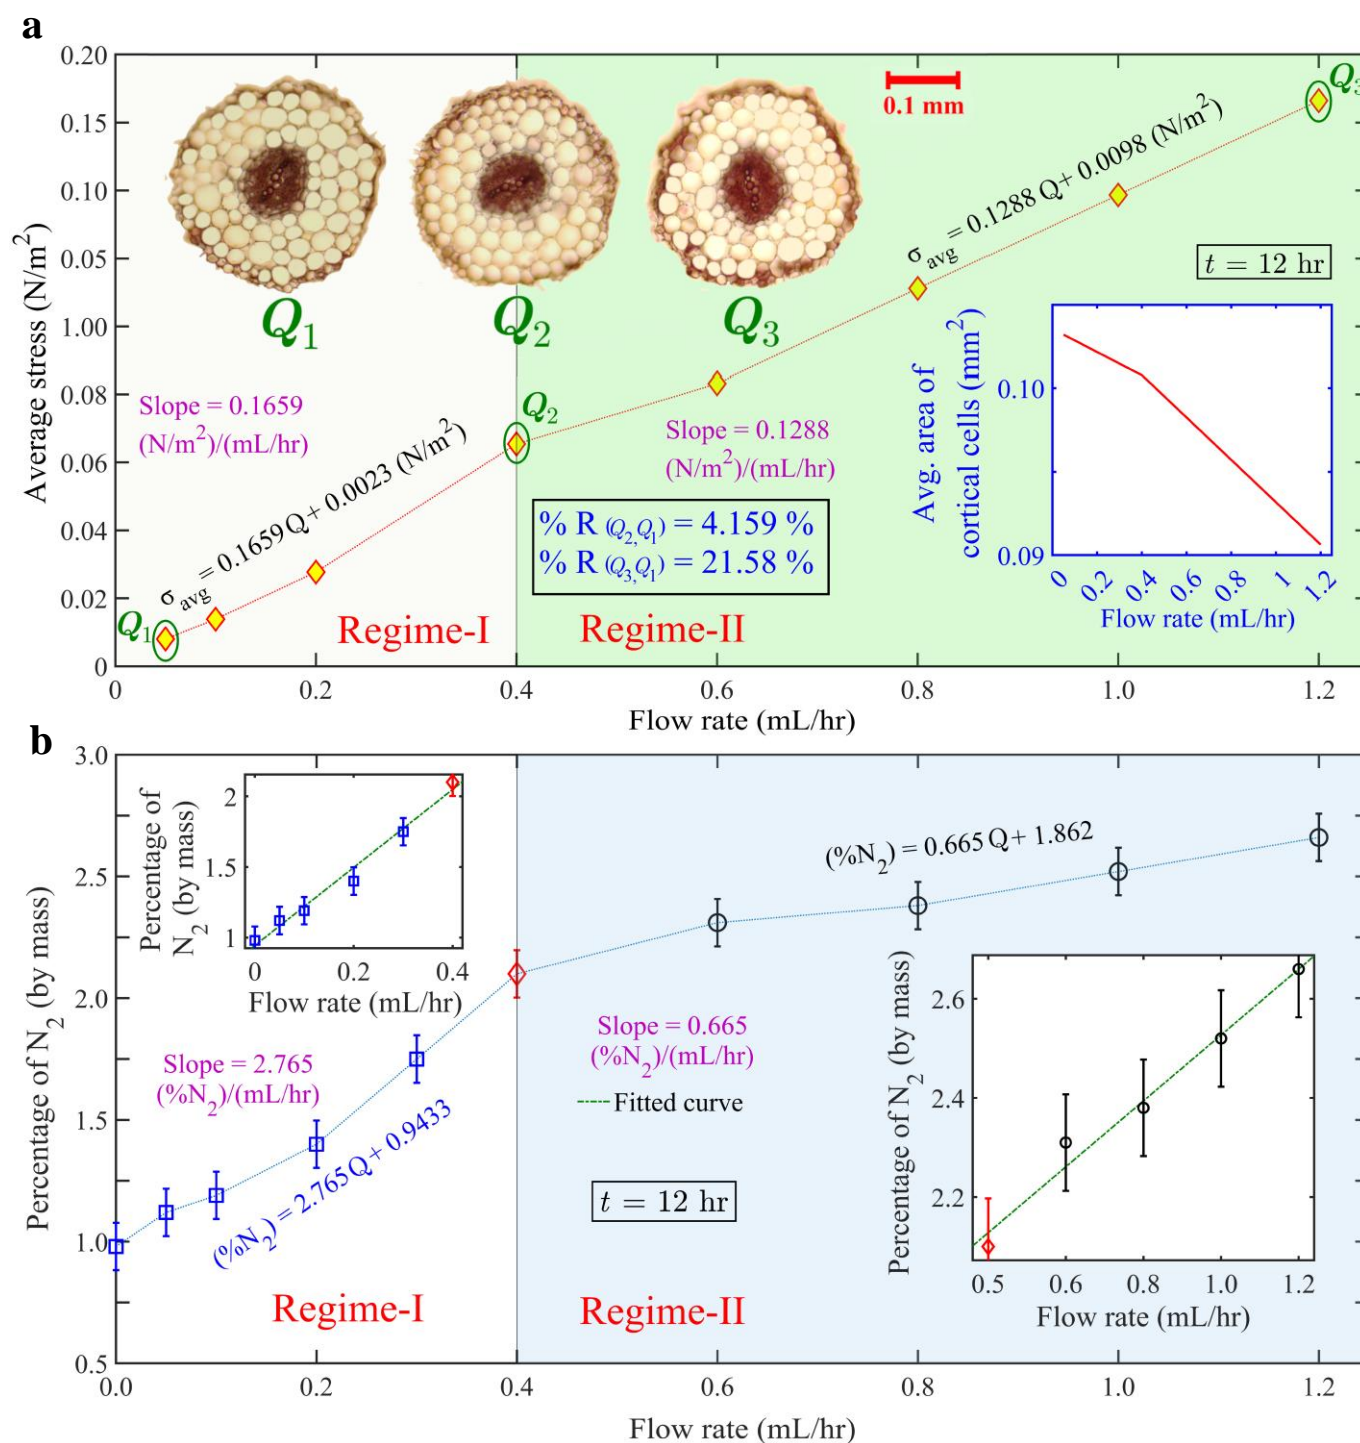 a
0.20
0.15
0.10
0.05
1.00
0.08
0.06
0.04
0.02
0
Average stress (N/m²)
Q₁
Q₂
Q₃
0.1 mm
Q₃
σ_avg = 0.1288 Q + 0.0098 (N/m²)
t = 12 hr
Slope = 0.1659
(N/m²)/(mL/hr)
Q₂
Slope = 0.1288
(N/m²)/(mL/hr)
σ_avg = 0.1659 Q + 0.0023 (N/m²)
% R (Q₂,Q₁) = 4.159 %
% R (Q₃,Q₁) = 21.58 %
Q₁
Regime-I
Regime-II
Avg. area of
cortical cells (mm²)
0.10
0.09
0 0.2 0.4 0.6 0.8 1 1.2
Flow rate (mL/hr)
0 0.2 0.4 0.6 0.8 1.0 1.2
Flow rate (mL/hr)
b
3.0
2.5
2.0
1.5
1.0
0.5
Percentage of N₂ (by mass)
Percentage of
N₂ (by mass)
2
1.5
1
0 0.2 0.4
Flow rate (mL/hr)
(%N₂) = 0.665 Q + 1.862
Slope = 2.765
(%N₂)/(mL/hr)
(%N₂) = 2.765 Q + 0.9433
Slope = 0.665
(%N₂)/(mL/hr)
Fitted curve
t = 12 hr
Percentage of N₂ (by mass)
2.6
2.4
2.2
0.5 0.6 0.8 1.0 1.2
Flow rate (mL/hr)
Regime-I
Regime-II
0.0 0.2 0.4 0.6 0.8 1.0 1.2
Flow rate (mL/hr)